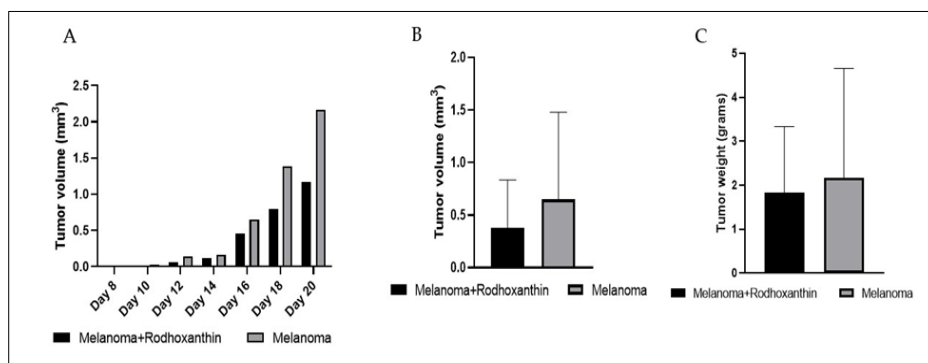 A
Tumor volume (mm³)
2.5
2.0
1.5
1.0
0.5
0.0
Day 8
Day 10
Day 12
Day 14
Day 16
Day 18
Day 20
Melanoma+Rodhoxanthin
Melanoma
B
Tumor volume (mm³)
2.0
1.5
1.0
0.5
0.0
Melanoma+Rodhoxanthin
Melanoma
C
Tumor weight (grams)
5
4
3
2
1
0
Melanoma+Rodhoxanthin
Melanoma